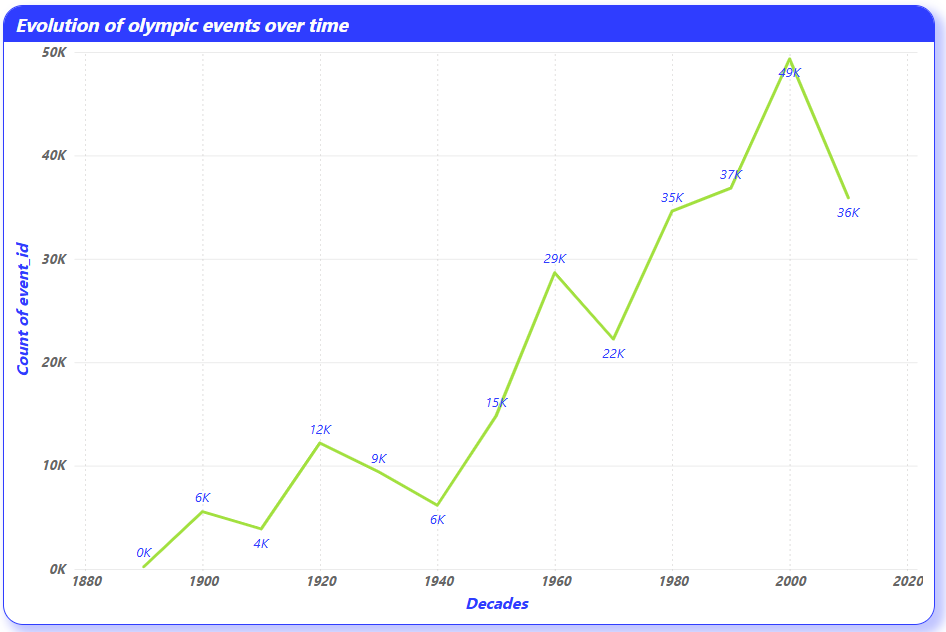 Evolution of olympic events over time
50K
49K
40K
37K
35K
36K
Count of event_id
30K
29K
22K
20K
15K
12K
10K
9K
6K
6K
4K
0K
0K
1880 1900 1920 1940 1960 1980 2000 2020
Decades